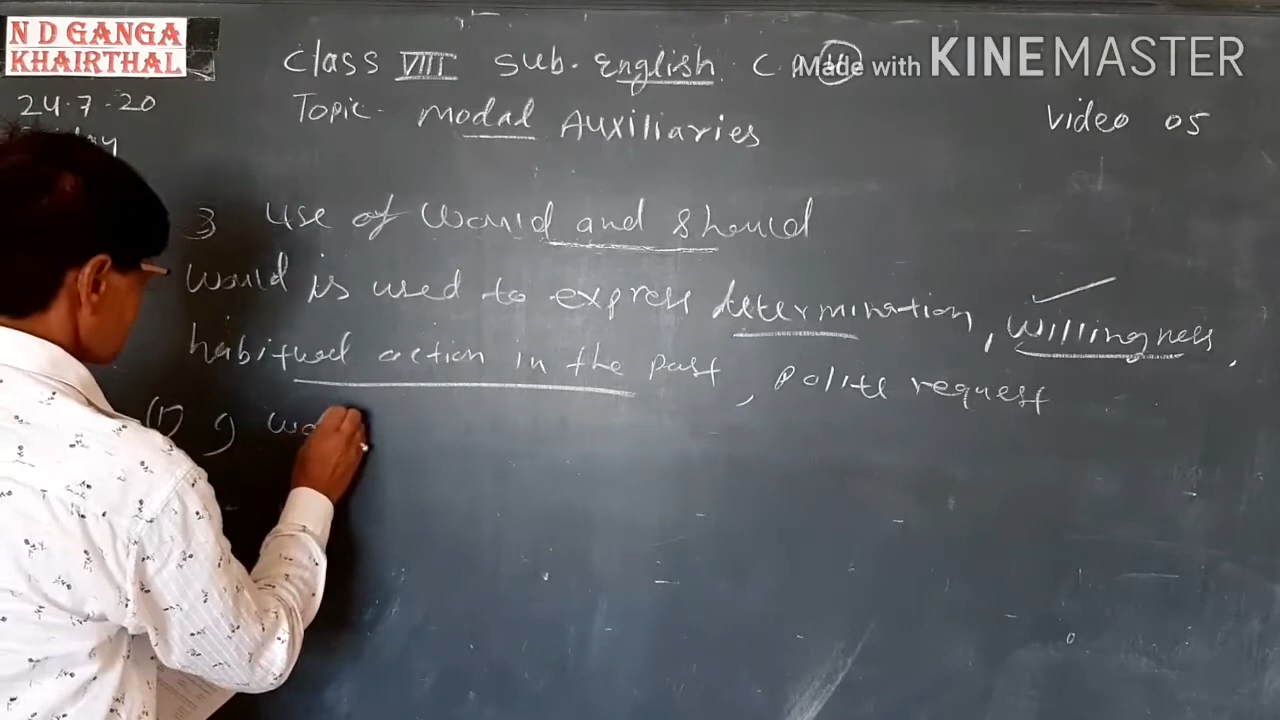 N D GANGA
KHAIRTHAL
Made with KINEMASTER
24.7.20
Class VIII Sub. English
Topic - Modal Auxiliaries
Video 05
3 Use of Would and Should
Would is used to express determination, Willingness,
habitual action in the past, Polite request
(1) I wo